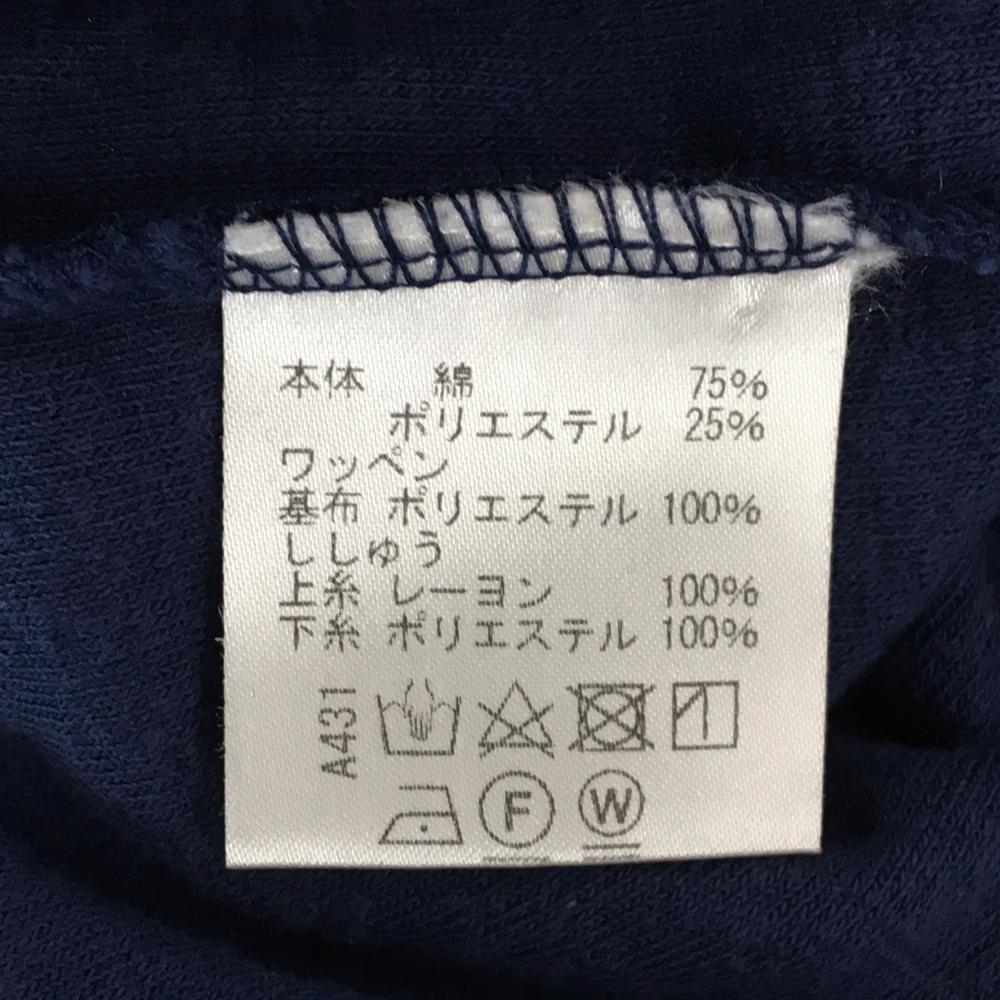 本体 綿 75%
ポリエステル 25%
ワッペン
基布 ポリエステル 100%
ししゅう
上糸 レーヨン 100%
下糸 ポリエステル 100%
A431
F W